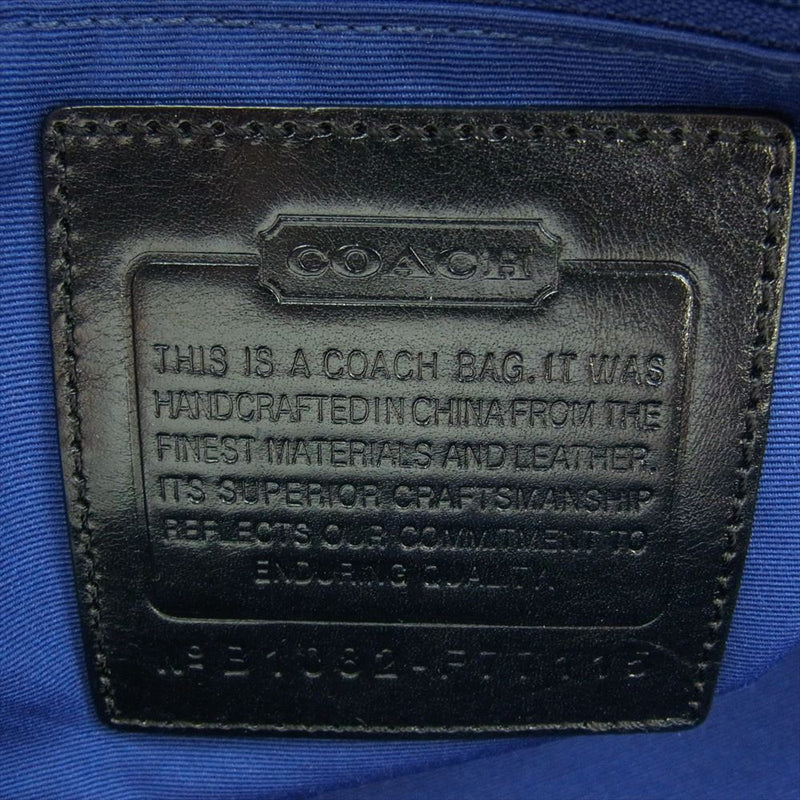 COACH
THIS IS A COACH BAG. IT WAS
HANDCRAFTED IN CHINA FROM THE
FINEST MATERIALS AND LEATHER.
ITS SUPERIOR CRAFTSMANSHIP
REFLECTS OUR COMMITMENT TO
ENDURING QUALITY.